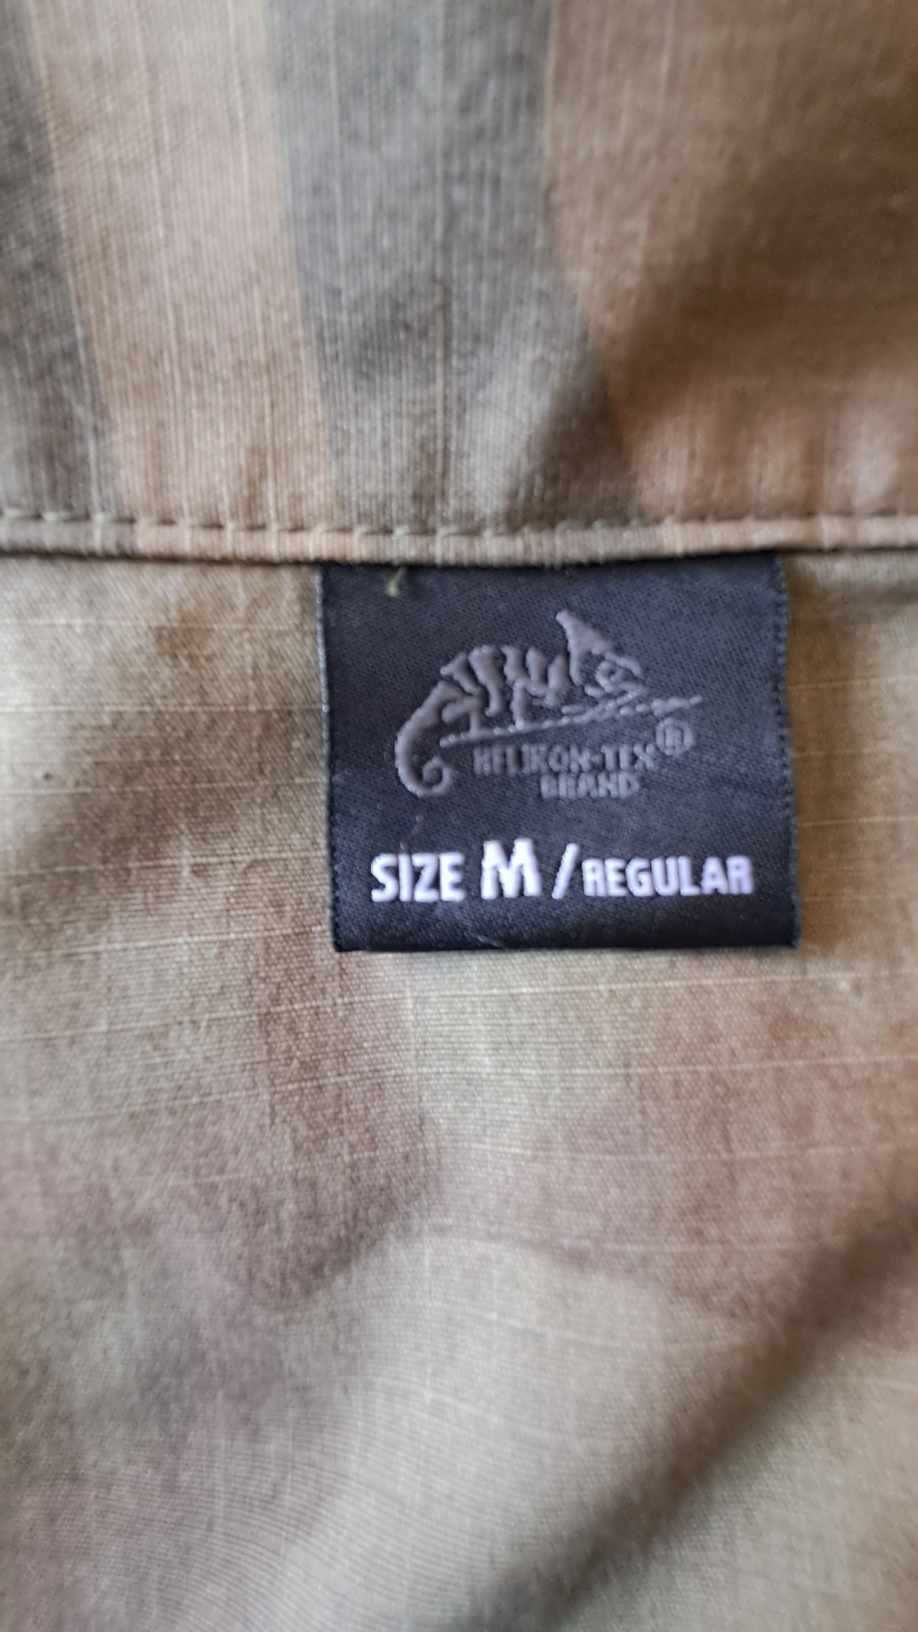 HELIKON-TEX®
BRAND
SIZE M / REGULAR